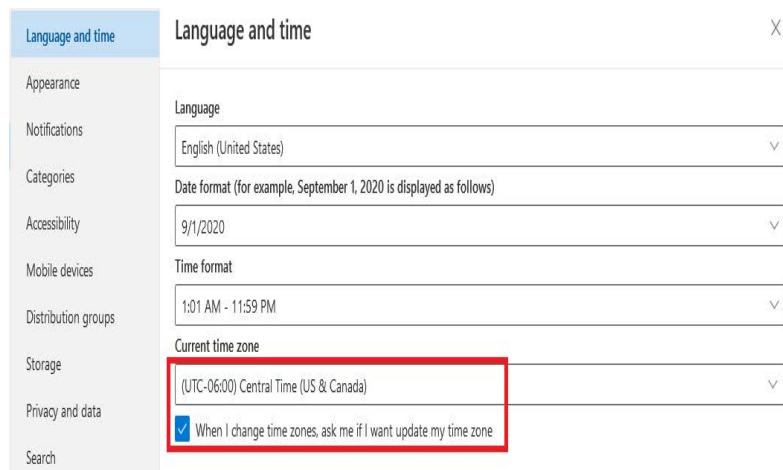 Language and time
Appearance
Notifications
Categories
Accessibility
Mobile devices
Distribution groups
Storage
Privacy and data
Search
Language and time
Language
English (United States)
Date format (for example, September 1, 2020 is displayed as follows)
9/1/2020
Time format
1:01 AM - 11:59 PM
Current time zone
(UTC-06:00) Central Time (US & Canada)
When I change time zones, ask me if I want update my time zone